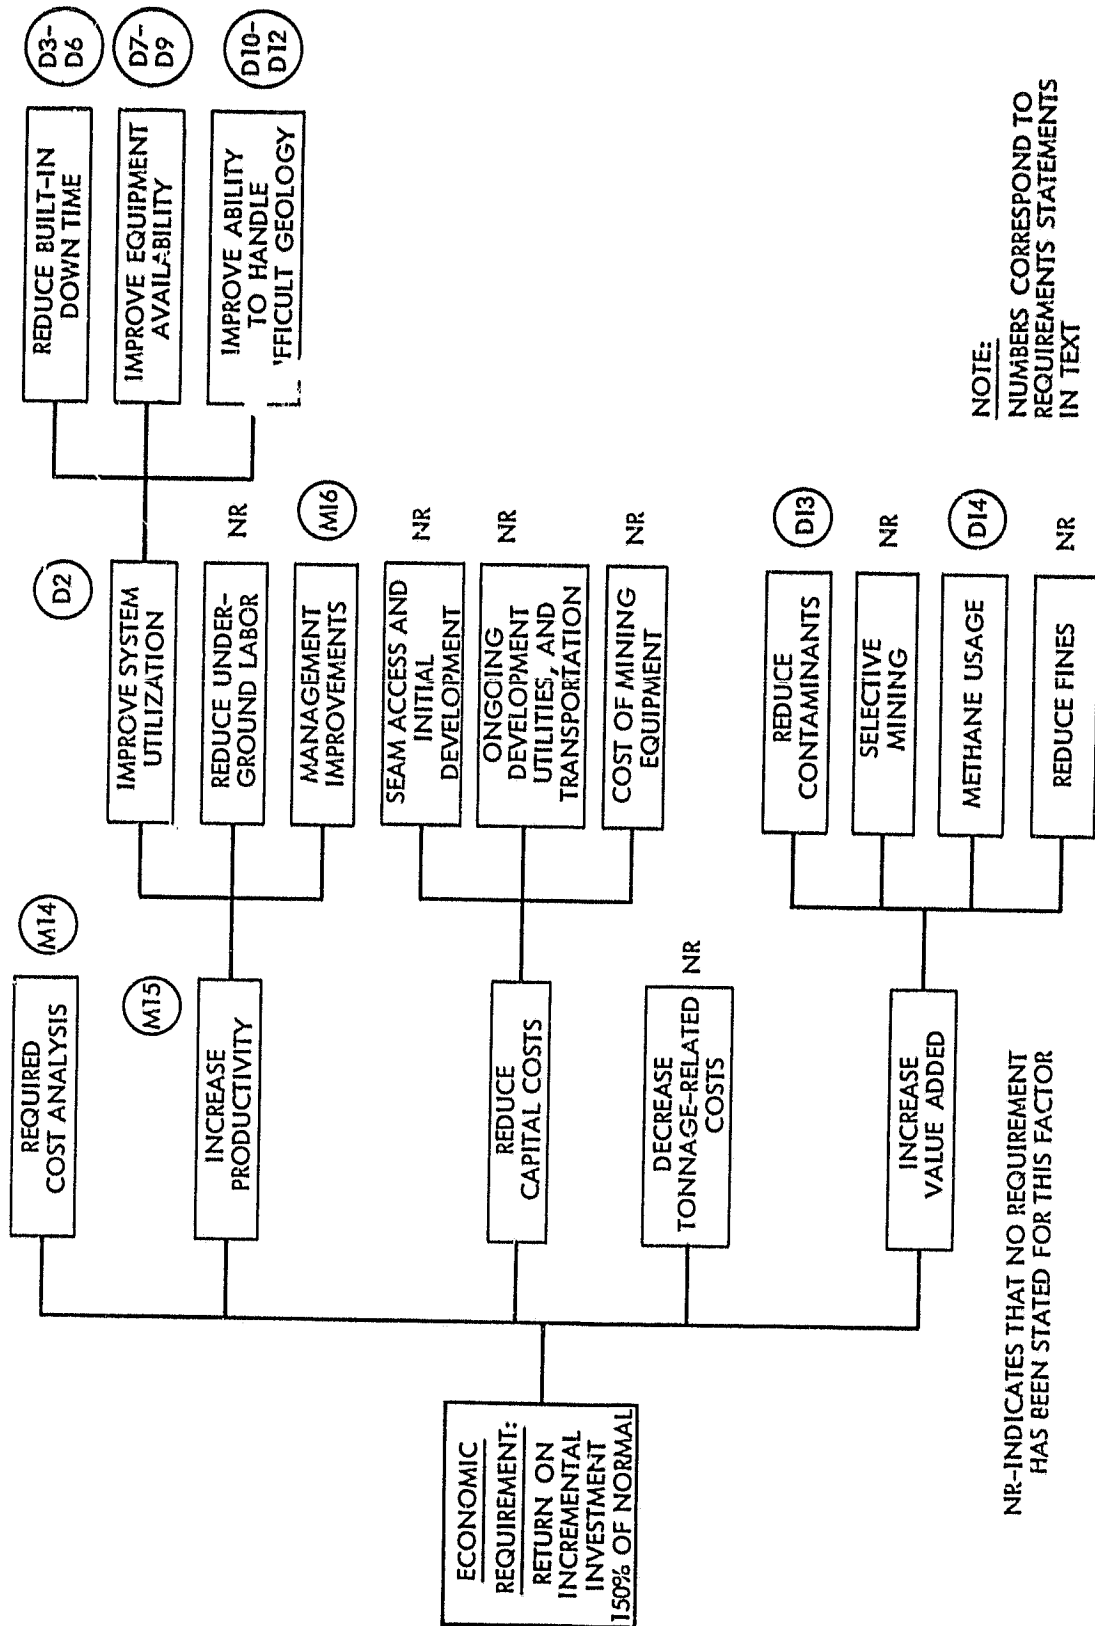 ECONOMIC
REQUIREMENT:
RETURN ON
INCREMENTAL
INVESTMENT
150% OF NORMAL
REQUIRED
COST ANALYSIS
M14
INCREASE
PRODUCTIVITY
M15
REDUCE
CAPITAL COSTS
DECREASE
TONNAGE-RELATED
COSTS
NR
INCREASE
VALUE ADDED
IMPROVE SYSTEM
UTILIZATION
D2
REDUCE UNDER-
GROUND LABOR
NR
MANAGEMENT
IMPROVEMENTS
M16
SEAM ACCESS AND
INITIAL
DEVELOPMENT
NR
ONGOING
DEVELOPMENT
UTILITIES, AND
TRANSPORTATION
NR
COST OF MINING
EQUIPMENT
NR
REDUCE
CONTAMINANTS
D13
SELECTIVE
MINING
NR
METHANE USAGE
D14
REDUCE FINES
NR
REDUCE BUILT-IN
DOWN TIME
D3-
D6
IMPROVE EQUIPMENT
AVAILABILITY
D7-
D9
IMPROVE ABILITY
TO HANDLE
IFFICULT GEOLOGY
D10-
D12
NR-INDICATES THAT NO REQUIREMENT
HAS BEEN STATED FOR THIS FACTOR
NOTE:
NUMBERS CORRESPOND TO
REQUIREMENTS STATEMENTS
IN TEXT